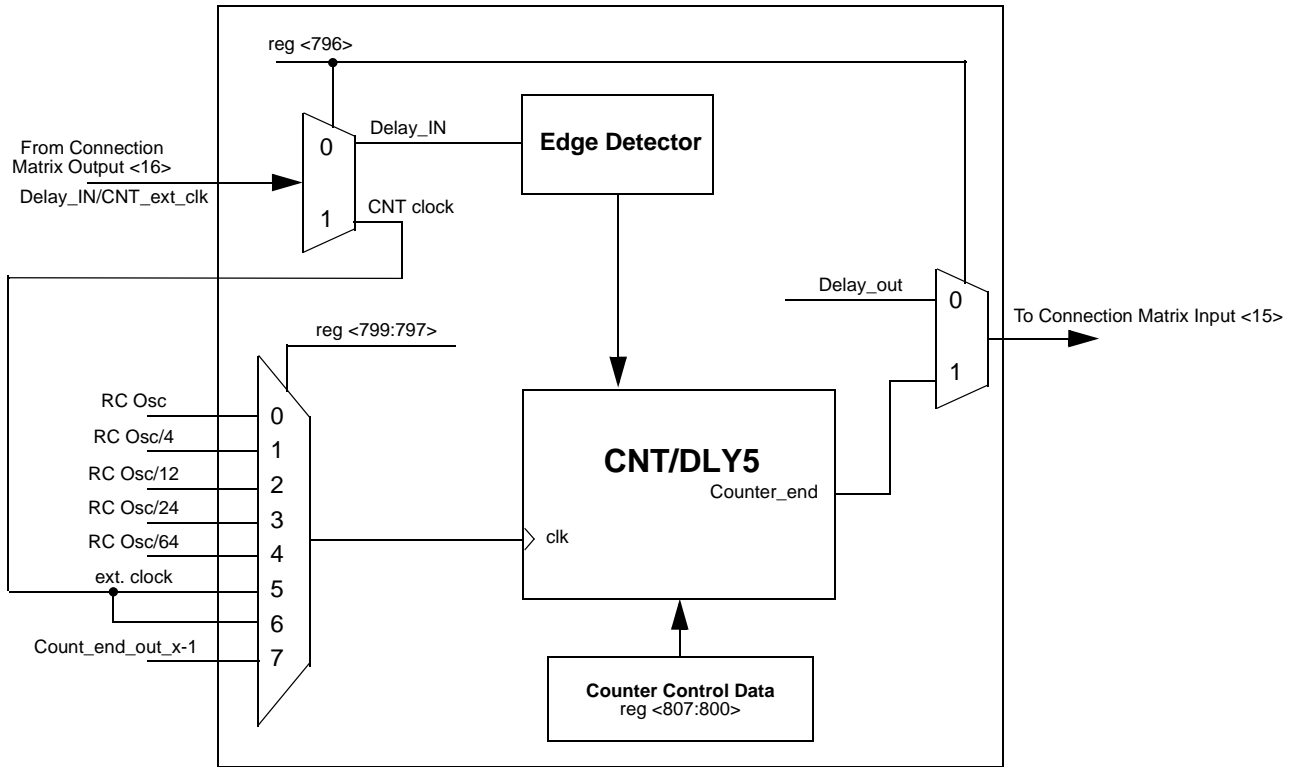 reg <796>
0
1
From Connection
Matrix Output <16>
Delay_IN/CNT_ext_clk
Delay_IN
CNT clock
Edge Detector
Delay_out
0
1
To Connection Matrix Input <15>
reg <799:797>
RC Osc
RC Osc/4
RC Osc/12
RC Osc/24
RC Osc/64
ext. clock
Count_end_out_x-1
0
1
2
3
4
5
6
7
CNT/DLY5
Counter_end
clk
Counter Control Data
reg <807:800>